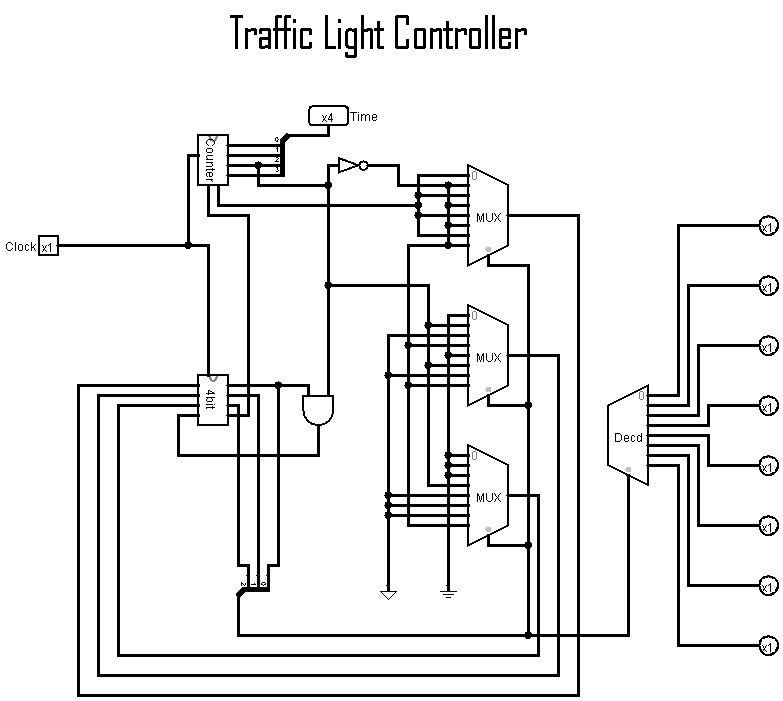 Traffic Light Controller
x4 Time
Counter
0
1
2
3
0
MUX
Clock x1
x1
x1
0
MUX
x1
4bit
0
Decd
x1
x1
0
MUX
x1
2 1 0
x1
x1